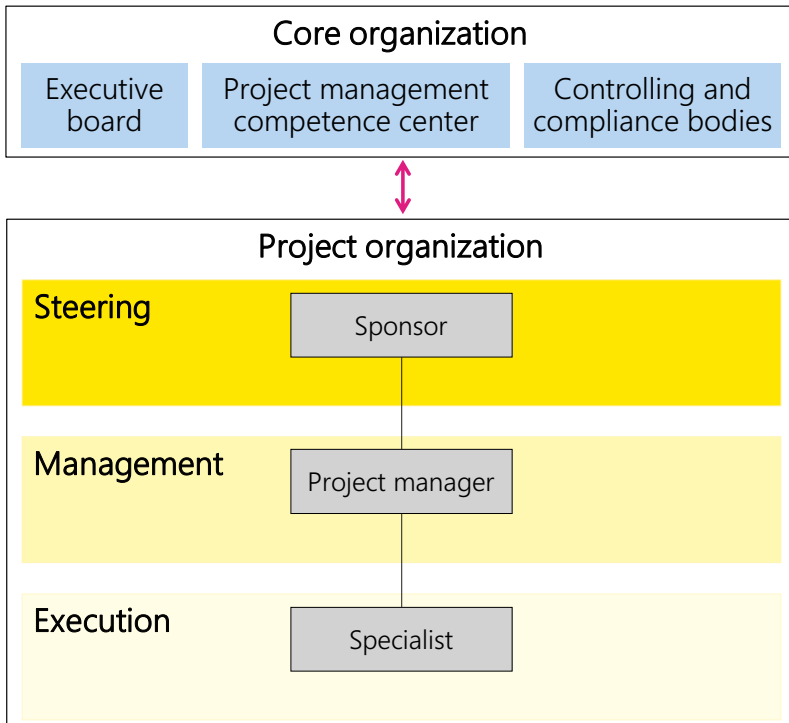 Core organization
Executive
board
Project management
competence center
Controlling and
compliance bodies
Project organization
Steering
Sponsor
Management
Project manager
Execution
Specialist